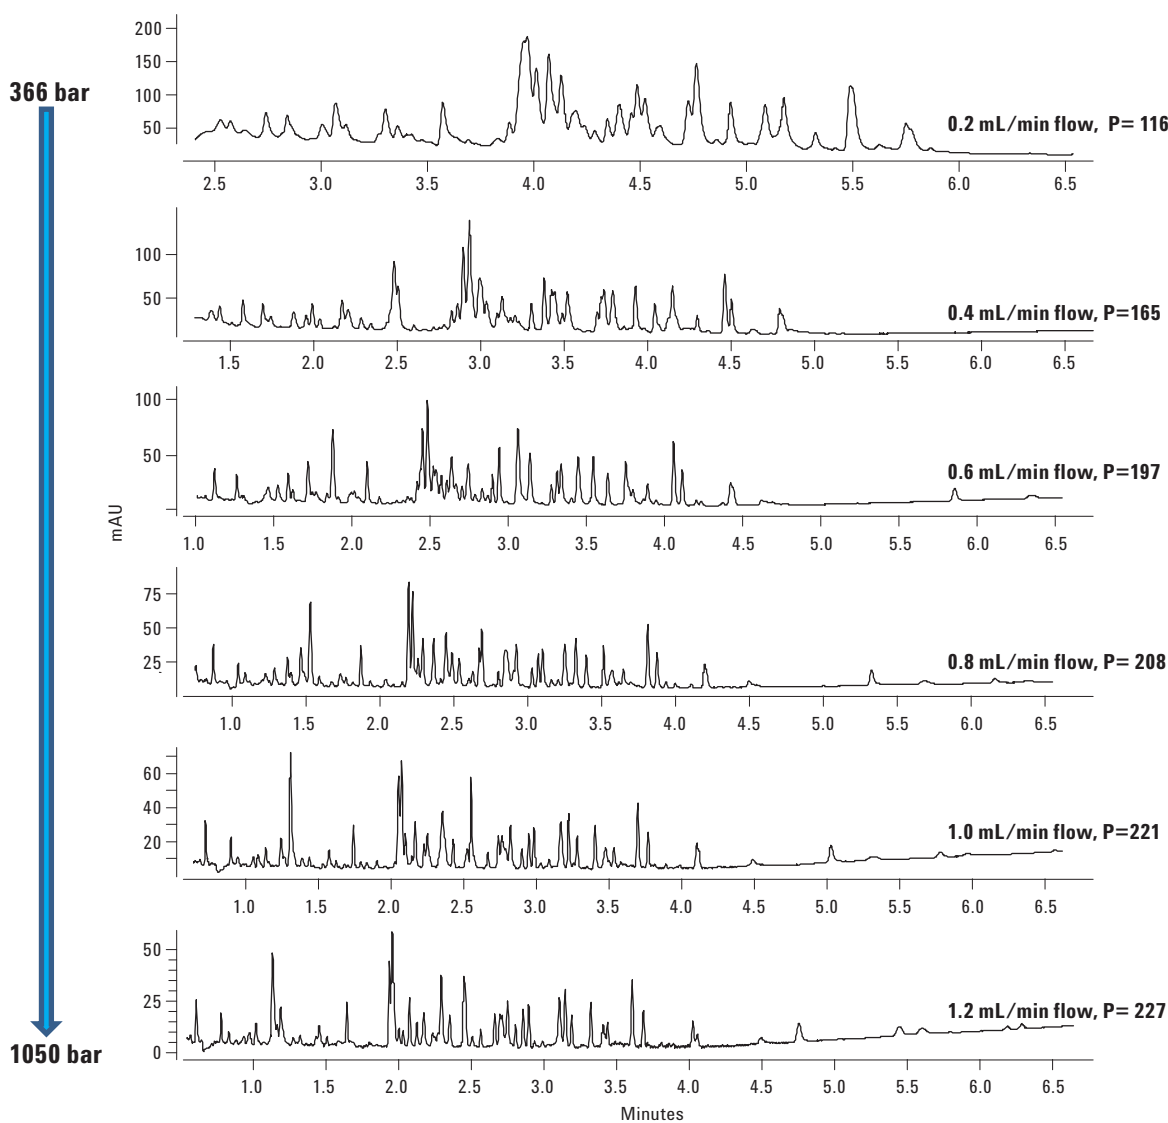 366 bar
200
150
100
50
0.2 mL/min flow, P= 116
2.5 3.0 3.5 4.0 4.5 5.0 5.5 6.0 6.5
100
50
0.4 mL/min flow, P=165
1.5 2.0 2.5 3.0 3.5 4.0 4.5 5.0 5.5 6.0 6.5
100
50
0.6 mL/min flow, P=197
1.0 1.5 2.0 2.5 3.0 3.5 4.0 4.5 5.0 5.5 6.0 6.5
mAU
75
50
25
0.8 mL/min flow, P= 208
1.0 1.5 2.0 2.5 3.0 3.5 4.0 4.5 5.0 5.5 6.0 6.5
60
40
20
1.0 mL/min flow, P=221
1.0 1.5 2.0 2.5 3.0 3.5 4.0 4.5 5.0 5.5 6.0 6.5
50
25
0
1.2 mL/min flow, P= 227
1050 bar
1.0 1.5 2.0 2.5 3.0 3.5 4.0 4.5 5.0 5.5 6.0 6.5
Minutes